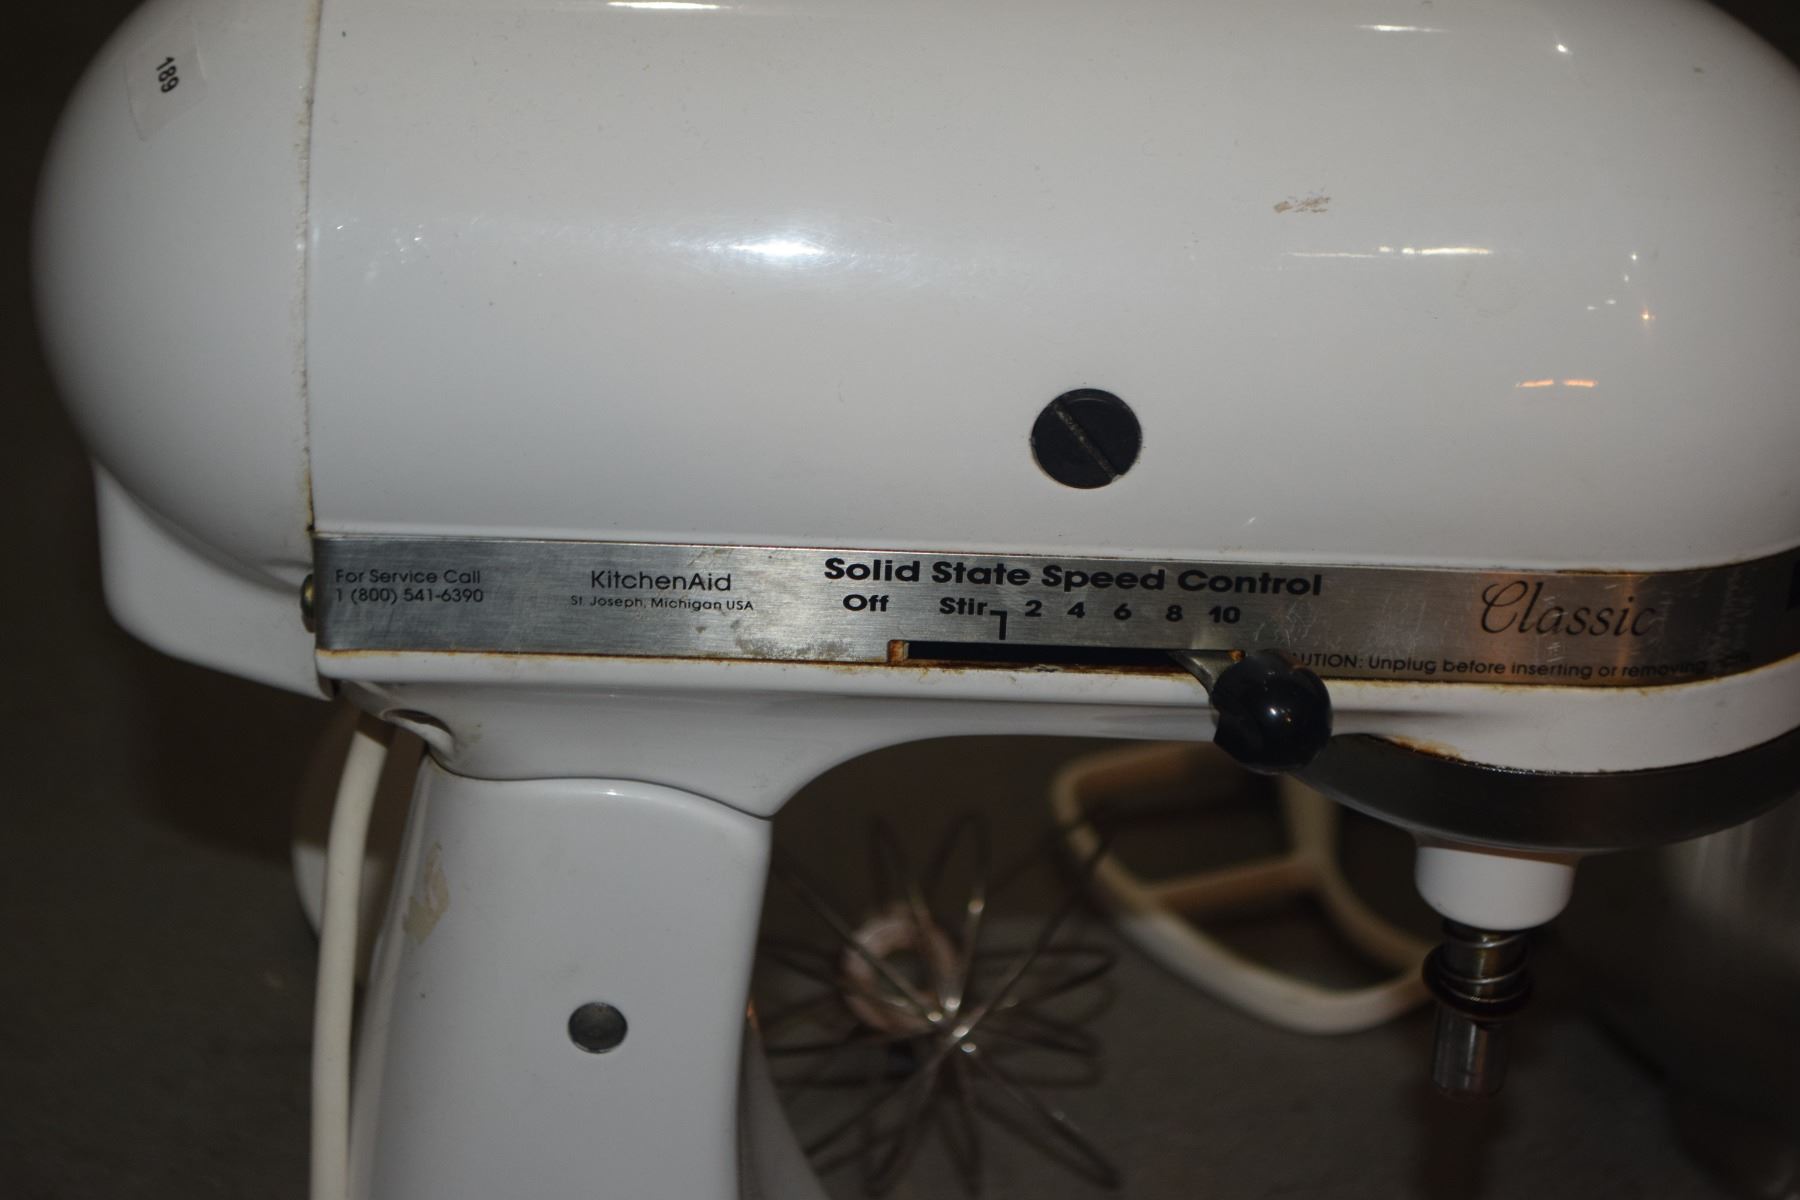 189
For Service Call
1 (800) 541-6390
KitchenAid
St. Joseph, Michigan USA
Solid State Speed Control
Off Stir 2 4 6 8 10
Classic
UTION: Unplug before inserting or removing